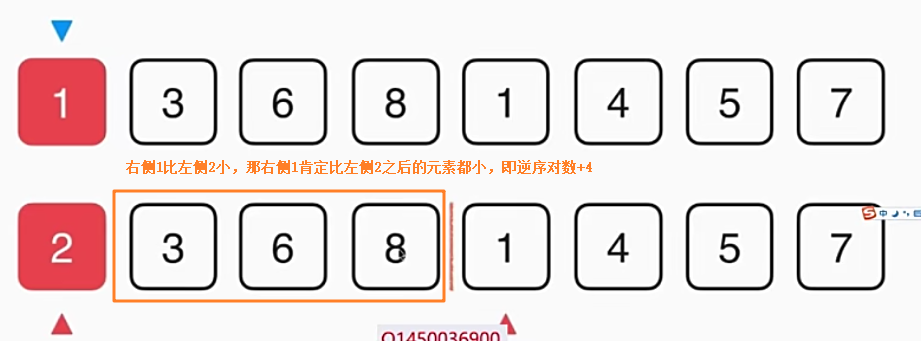 1 3 6 8 1 4 5 7
右侧1比左侧2小，那右侧1肯定比左侧2之后的元素都小，即逆序对数+4
2 3 6 8 1 4 5 7
中